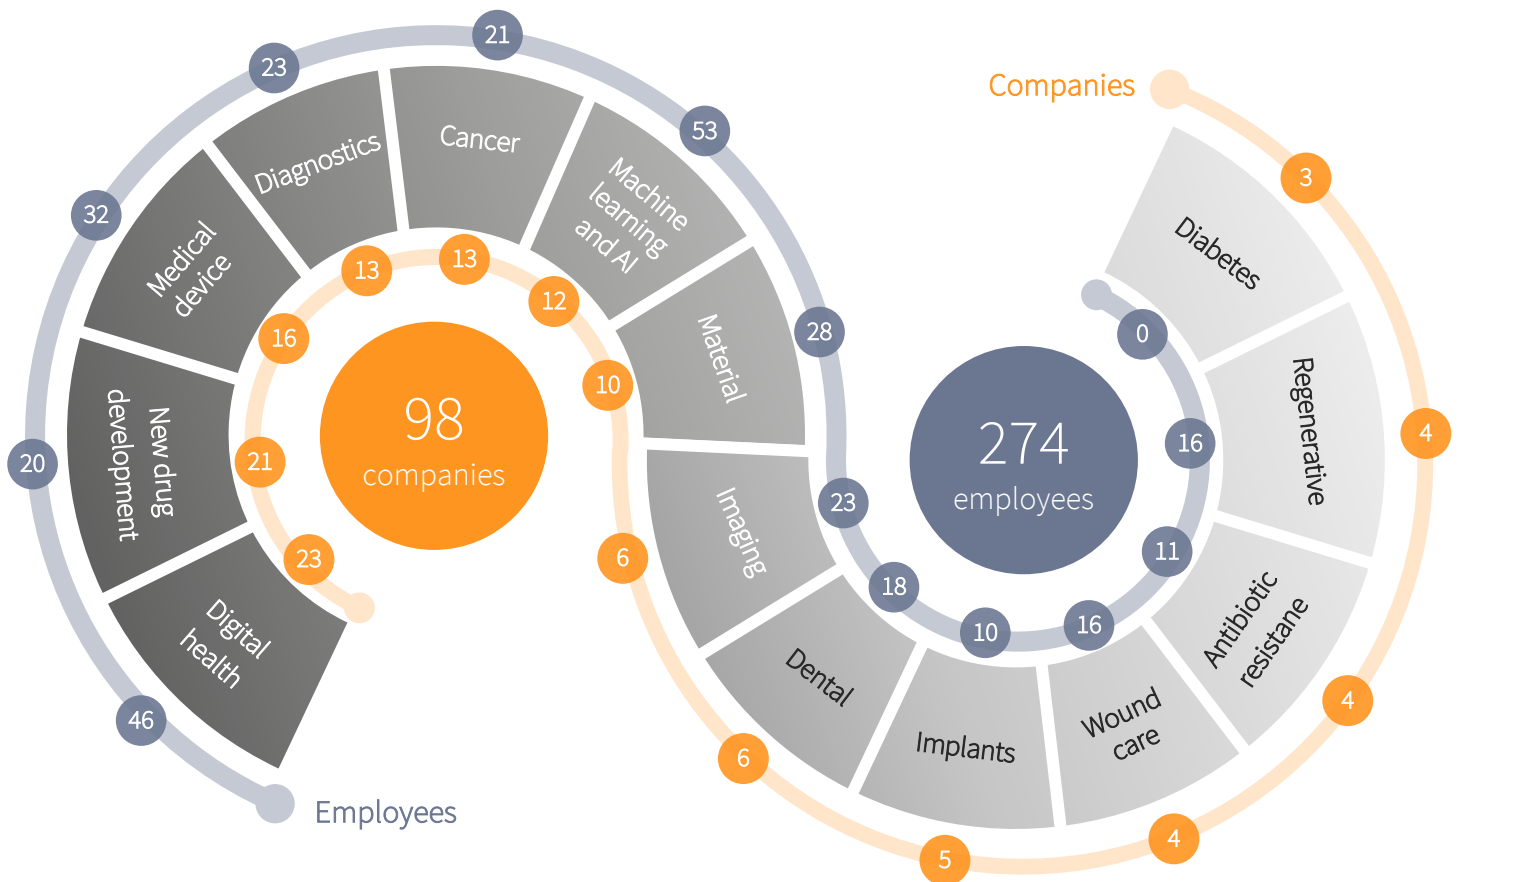 Companies
Employees
98
companies
274
employees
Digital
health
46
23
New drug
development
20
21
Medical
device
32
16
Diagnostics
23
13
Cancer
21
13
Machine
learning
and AI
53
12
Material
28
10
Imaging
23
6
Dental
18
6
Implants
10
5
Wound
care
16
4
Antibiotic
resistane
11
4
Regenerative
16
4
Diabetes
0
3